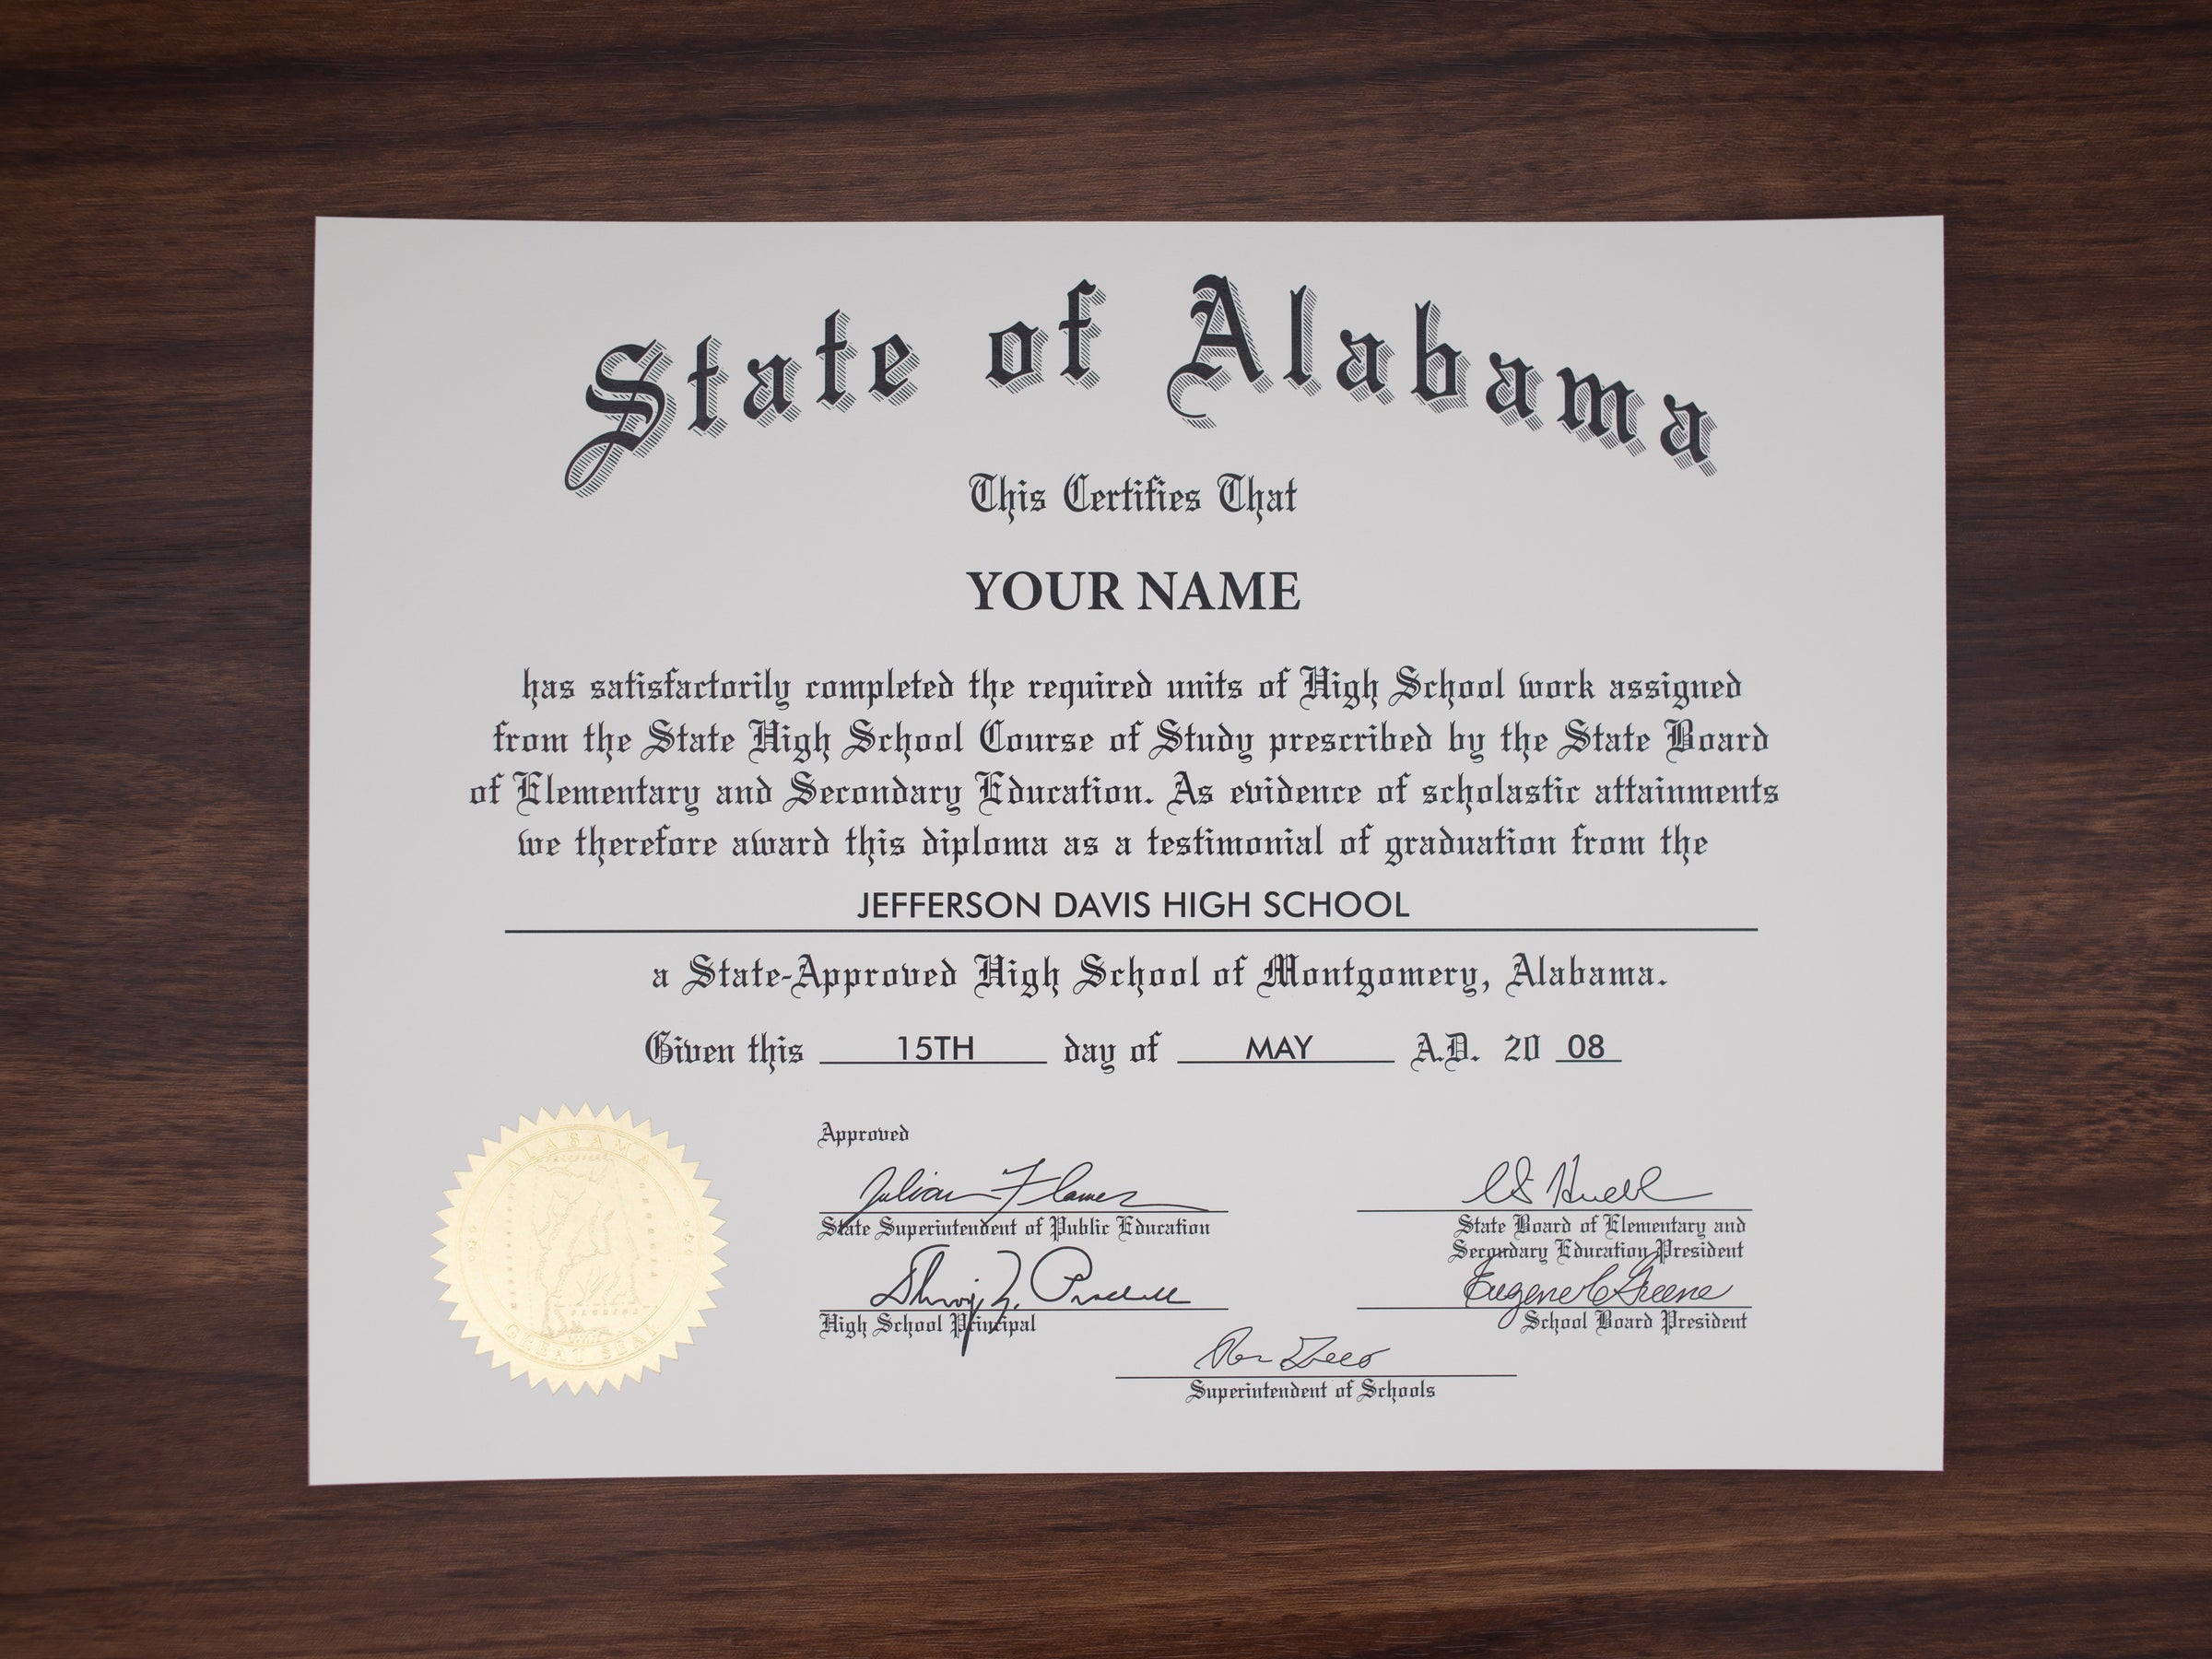 State of Alabama
This Certifies That
YOUR NAME
has satisfactorily completed the required units of High School work assigned
from the State High School Course of Study prescribed by the State Board
of Elementary and Secondary Education. As evidence of scholastic attainments
we therefore award this diploma as a testimonial of graduation from the
JEFFERSON DAVIS HIGH SCHOOL
a State-Approved High School of Montgomery, Alabama.
Given this 15TH day of MAY A.D. 20 08
Approved
State Superintendent of Public Education
State Board of Elementary and
Secondary Education President
Eugene C Greene
High School Principal
School Board President
Superintendent of Schools
ALABAMA
GREAT SEAL